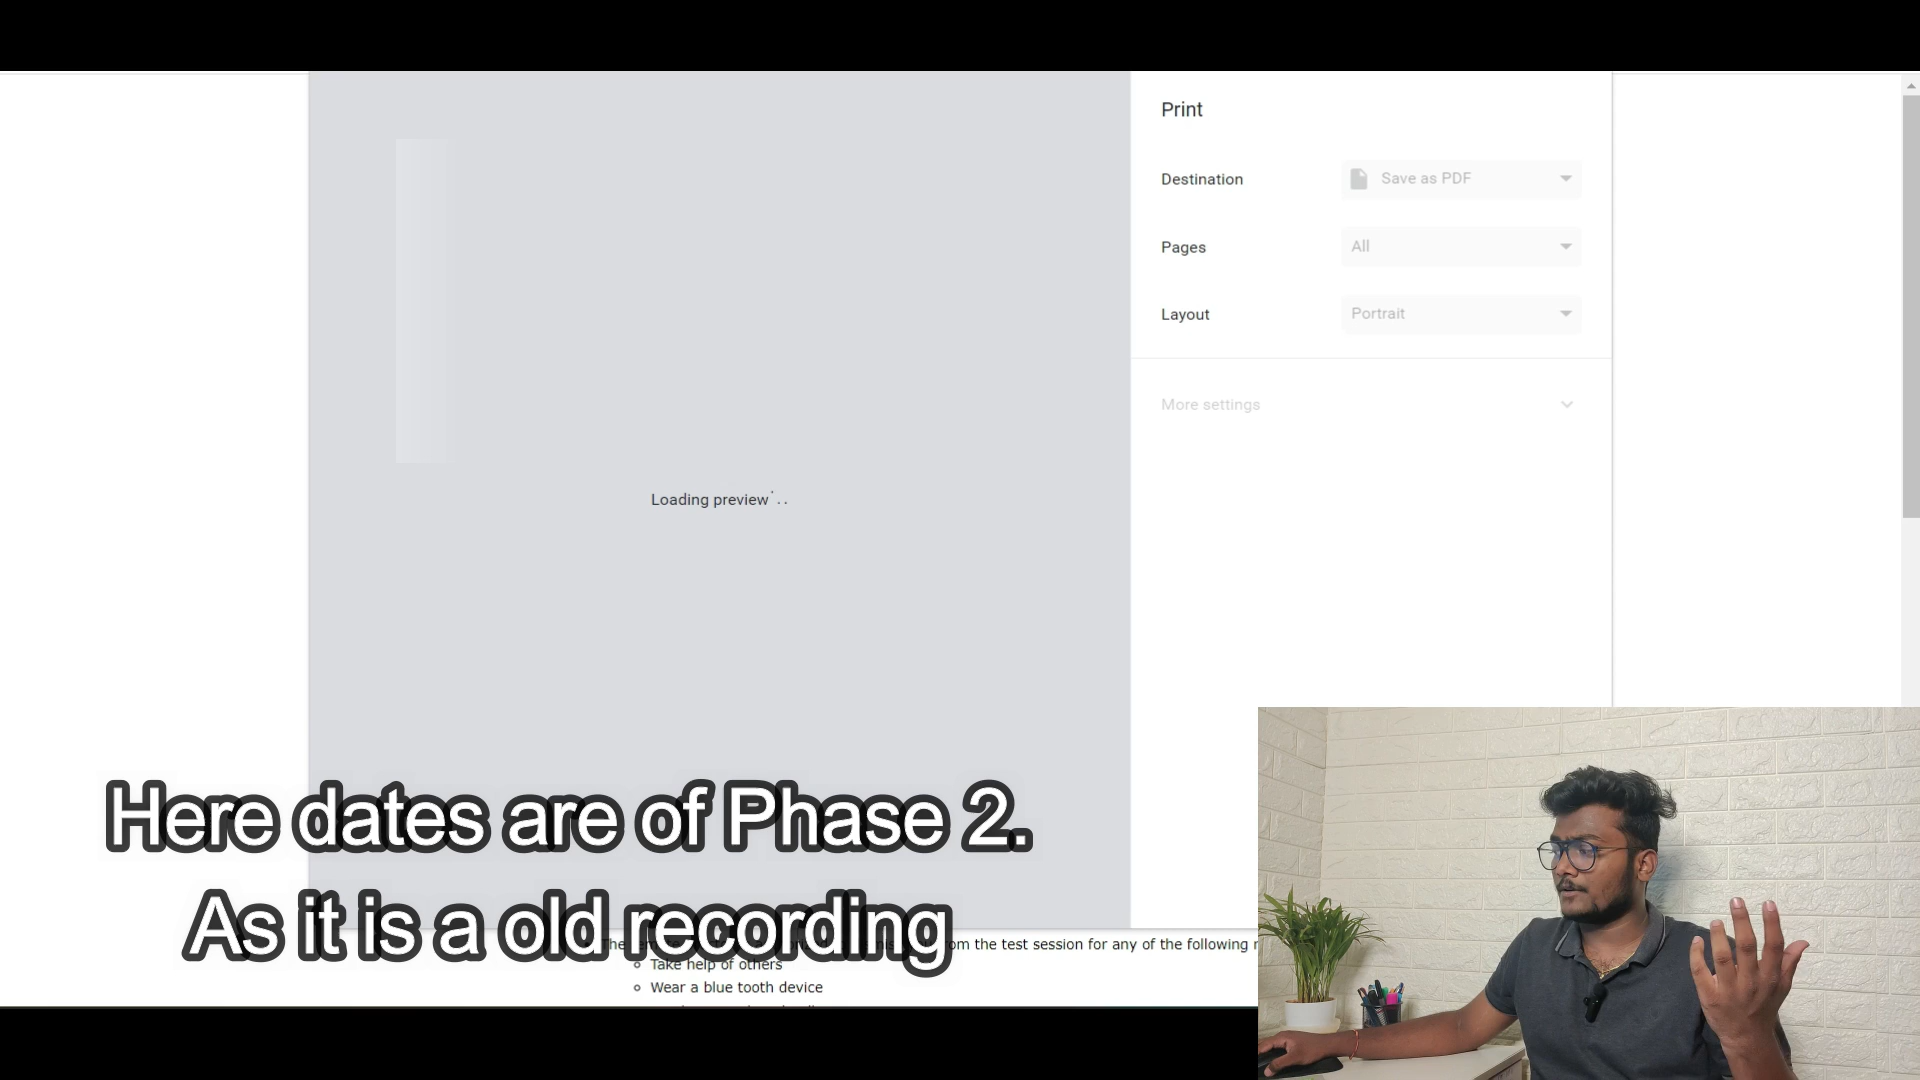 Print
Destination
Save as PDF
Pages
All
Layout
Portrait
More settings
Loading preview...
Here dates are of Phase 2.
As it is a old recording
from the test session for any of the following
Take help of others
Wear a blue tooth device